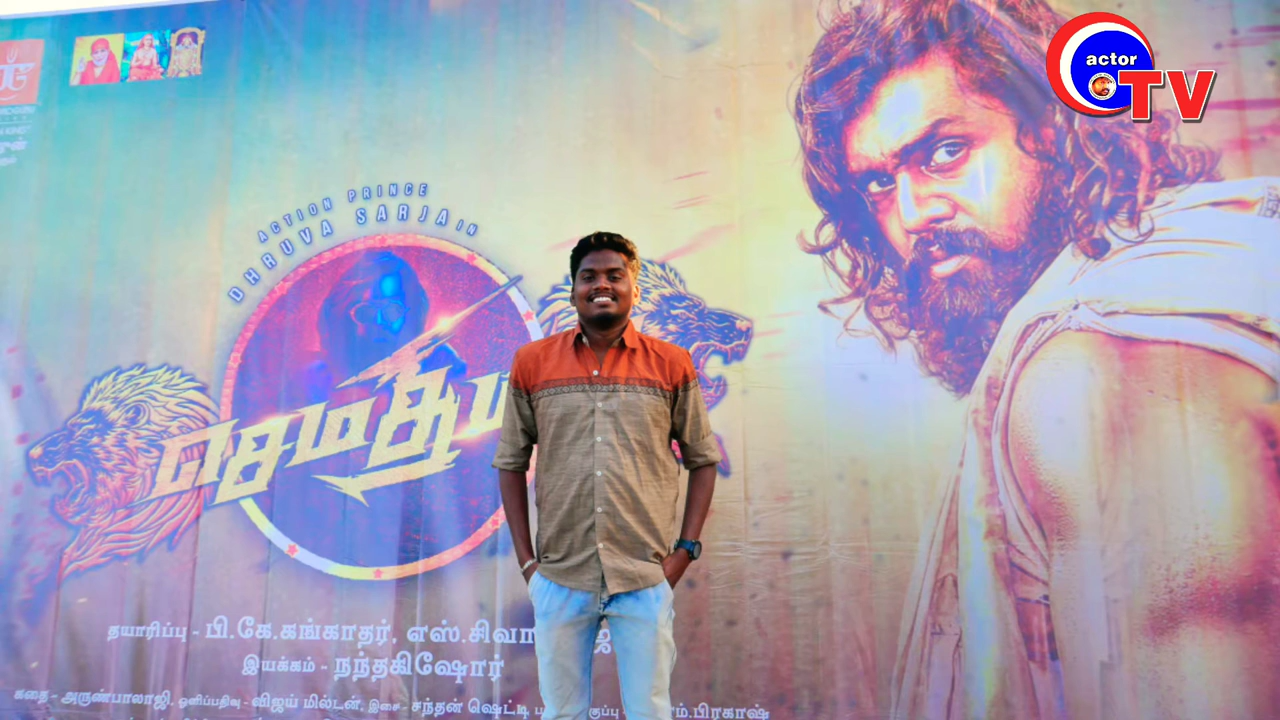 actor
TV
ACTION PRINCE
DHRUVA SARJA IN
தயாரிப்பு - பி.கே.கங்காதர், எஸ்.சிவா
இயக்கம் - நந்தகிஷோர்
கதை - அருண்பாலாஜி, ஒளிப்பதிவு - விஜய் மில்டன், இசை - சந்தன் ஷெட்டி